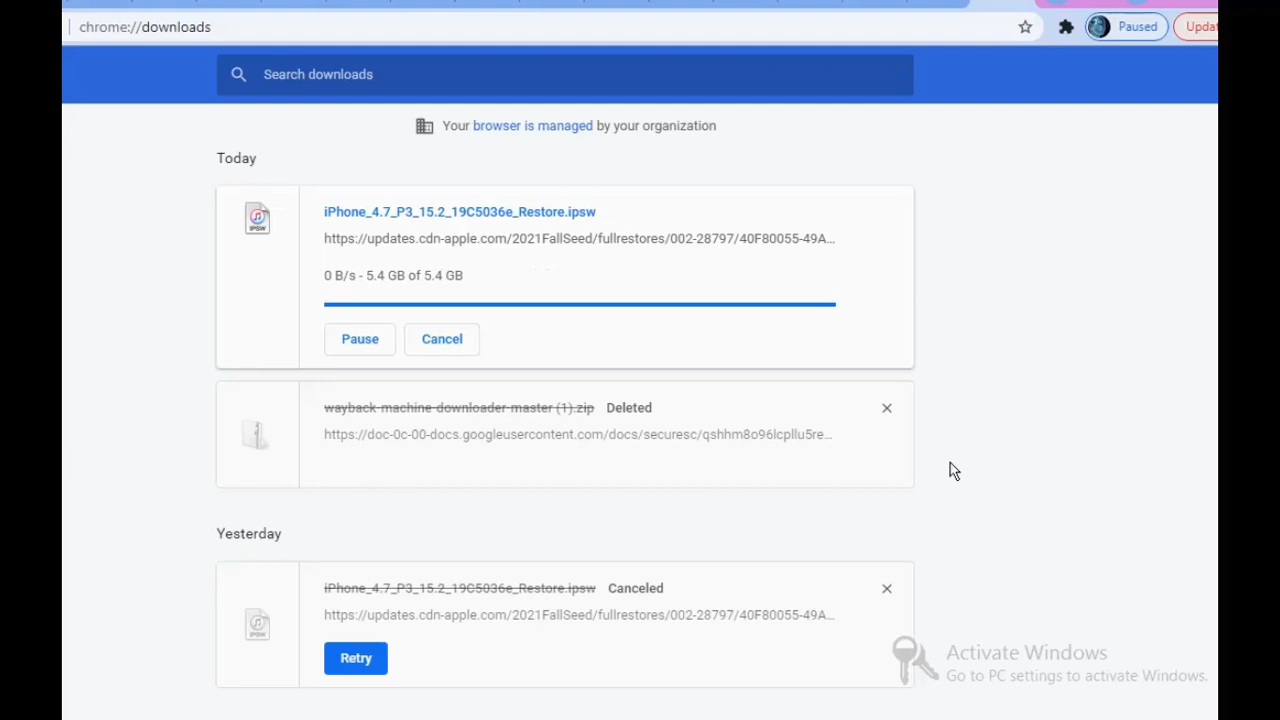 chrome://downloads
Paused
Updat
Search downloads
Your browser is managed by your organization
Today
IPSW
iPhone_4.7_P3_15.2_19C5036e_Restore.ipsw
https://updates.cdn-apple.com/2021FallSeed/fullrestores/002-28797/40F80055-49A...
0 B/s - 5.4 GB of 5.4 GB
Pause
Cancel
wayback-machine-downloader-master (1).zip Deleted
https://doc-0c-00-docs.googleusercontent.com/docs/securesc/qshhm8o96lcpllu5re...
Yesterday
IPSW
iPhone_4.7_P3_15.2_19C5036e_Restore.ipsw Canceled
https://updates.cdn-apple.com/2021FallSeed/fullrestores/002-28797/40F80055-49A...
Retry
Activate Windows
Go to PC settings to activate Windows.